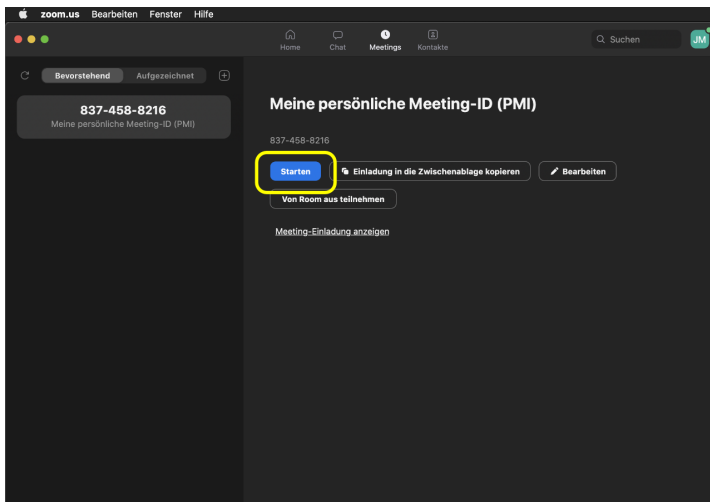 zoom.us Bearbeiten Fenster Hilfe
Home Chat Meetings Kontakte
Suchen
JM
Bevorstehend Aufgezeichnet
837-458-8216
Meine persönliche Meeting-ID (PMI)
Meine persönliche Meeting-ID (PMI)
837-458-8216
Starten Einladung in die Zwischenablage kopieren Bearbeiten
Von Room aus teilnehmen
Meeting-Einladung anzeigen